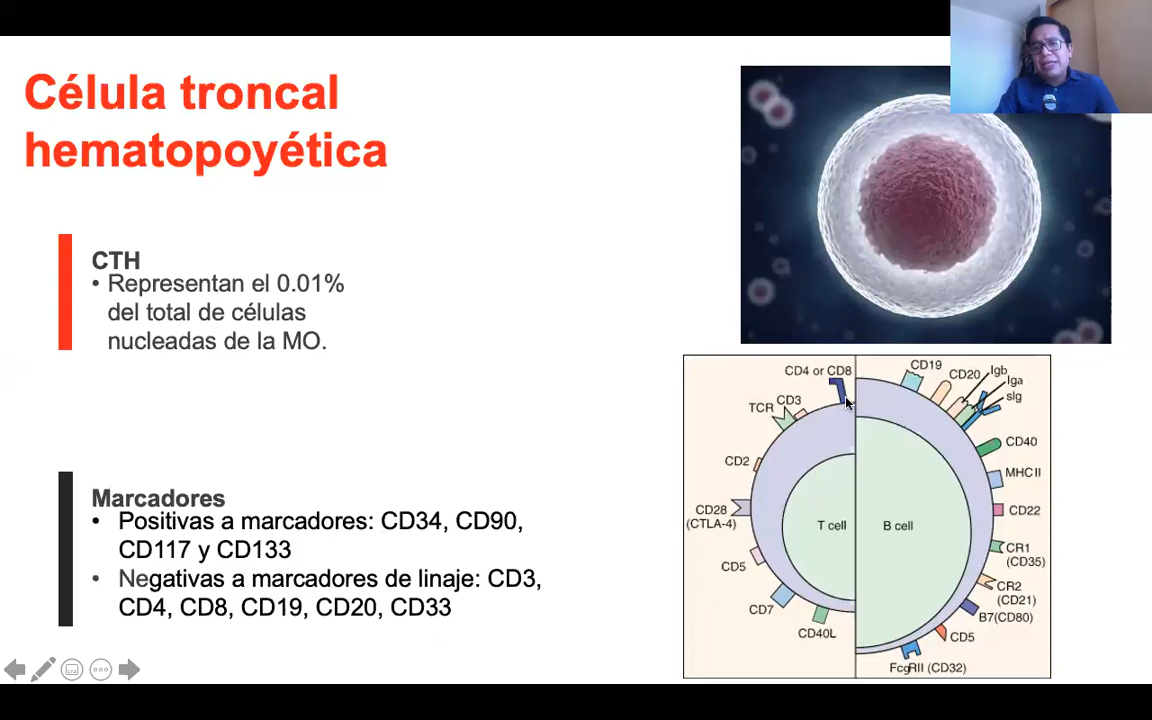 Célula troncal
hematopoyética
CTH
• Representan el 0.01%
del total de células
nucleadas de la MO.
Marcadores
• Positivas a marcadores: CD34, CD90,
CD117 y CD133
• Negativas a marcadores de linaje: CD3,
CD4, CD8, CD19, CD20, CD33
CD4 or CD8
CD3
TCR
CD2
CD28
(CTLA-4)
CD5
CD7
CD40L
T cell
B cell
CD19
CD20
Igb
Iga
sIg
CD40
MHC II
CD22
CR1
(CD35)
CR2
(CD21)
B7(CD80)
CD5
FcgRII (CD32)